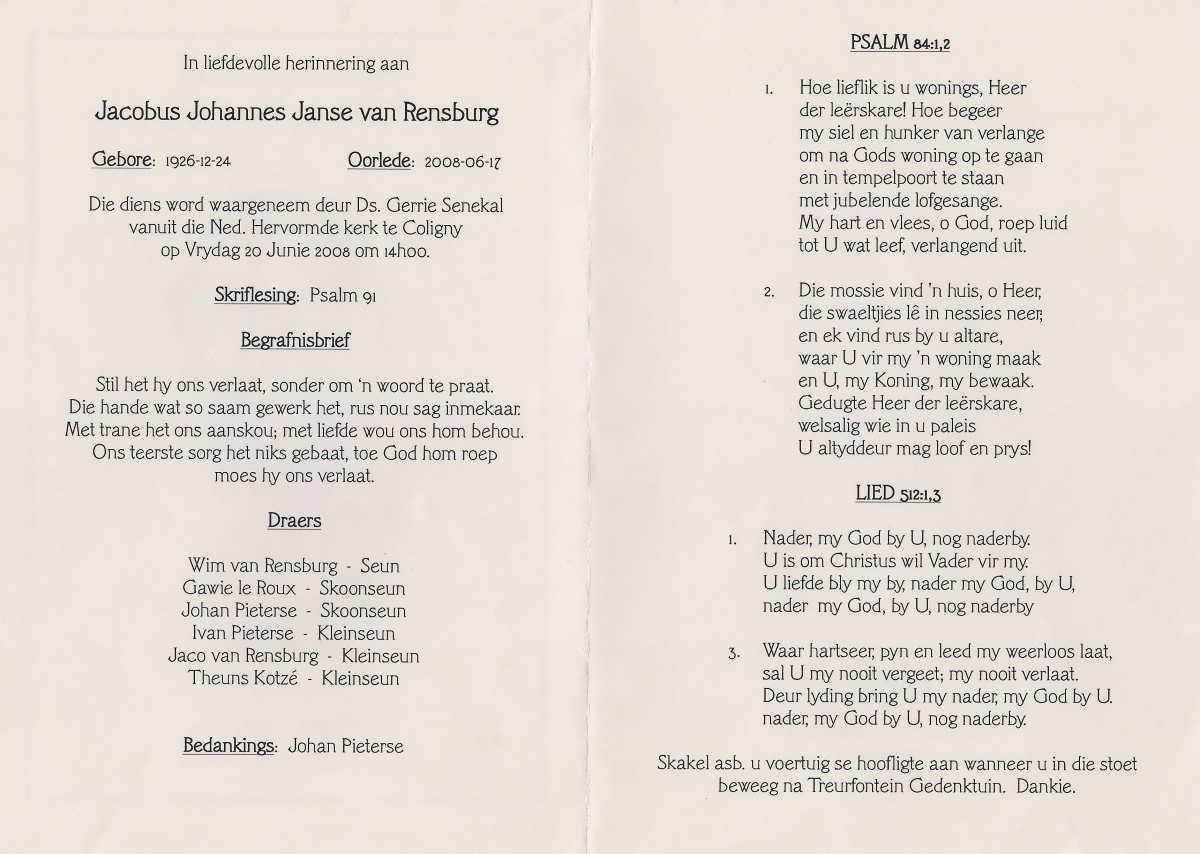 In liefdevolle herinnering aan
Jacobus Johannes Janse van Rensburg
Gebore: 1926-12-24 Oorlede: 2008-06-17
Die diens word waargeneem deur Ds. Gerrie Senekal
vanuit die Ned. Hervormde kerk te Coligny
op Vrydag 20 Junie 2008 om 14h00.
Skriflesing: Psalm 91
Begrafnisbrief
Stil het hy ons verlaat, sonder om 'n woord te praat.
Die hande wat so saam gewerk het, rus nou sag inmekaar.
Met trane het ons aanskou; met liefde wou ons hom behou.
Ons teerste sorg het niks gebaat, toe God hom roep
moes hy ons verlaat.
Draers
Wim van Rensburg - Seun
Gawie le Roux - Skoonseun
Johan Pieterse - Skoonseun
Ivan Pieterse - Kleinseun
Jaco van Rensburg - Kleinseun
Theuns Kotzé - Kleinseun
Bedankings: Johan Pieterse
PSALM 84:1,2
1. Hoe lieflik is u wonings, Heer
der leërskare! Hoe begeer
my siel en hunker van verlange
om na Gods woning op te gaan
en in tempelpoort te staan
met jubelende lofgesange.
My hart en vlees, o God, roep luid
tot U wat leef, verlangend uit.
2. Die mossie vind 'n huis, o Heer,
die swaeltjies lê in nessies neer,
en ek vind rus by u altare,
waar U vir my 'n woning maak
en U, my Koning, my bewaak.
Gedugte Heer der leërskare,
welsalig wie in u paleis
U altyddeur mag loof en prys!
LIED 512:1,3
1. Nader, my God by U, nog naderby.
U is om Christus wil Vader vir my.
U liefde bly my by, nader my God, by U,
nader my God, by U, nog naderby
3. Waar hartseer, pyn en leed my weerloos laat,
sal U my nooit vergeet; my nooit verlaat.
Deur lyding bring U my nader, my God by U.
nader, my God by U, nog naderby.
Skakel asb. u voertuig se hoofligte aan wanneer u in die stoet
beweeg na Treurfontein Gedenktuin. Dankie.